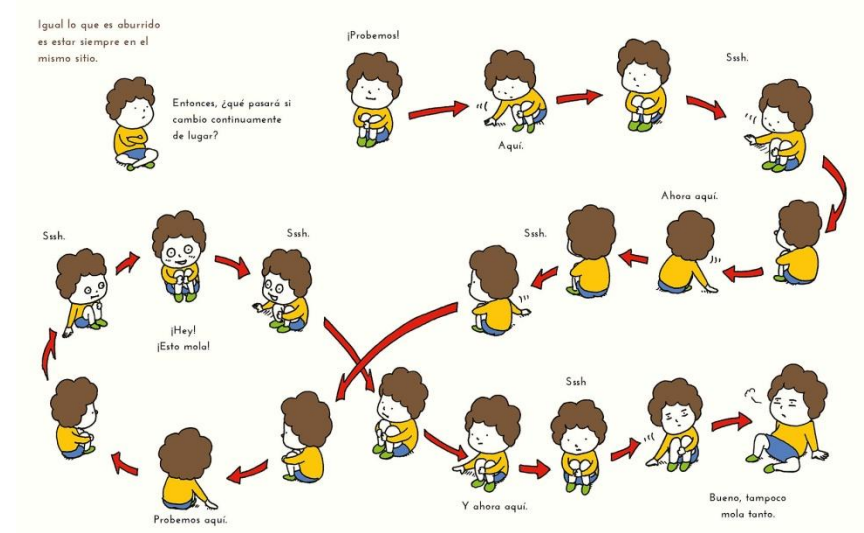 Igual lo que es aburrido
es estar siempre en el
mismo sitio.
Entonces, ¿qué pasará si
cambio continuamente
de lugar?
¡Probemos!
Aquí.
Sssh.
Ahora aquí.
Sssh.
Probemos aquí.
Sssh.
¡Hey!
¡Esto mola!
Sssh.
Y ahora aquí.
Sssh
Bueno, tampoco
mola tanto.